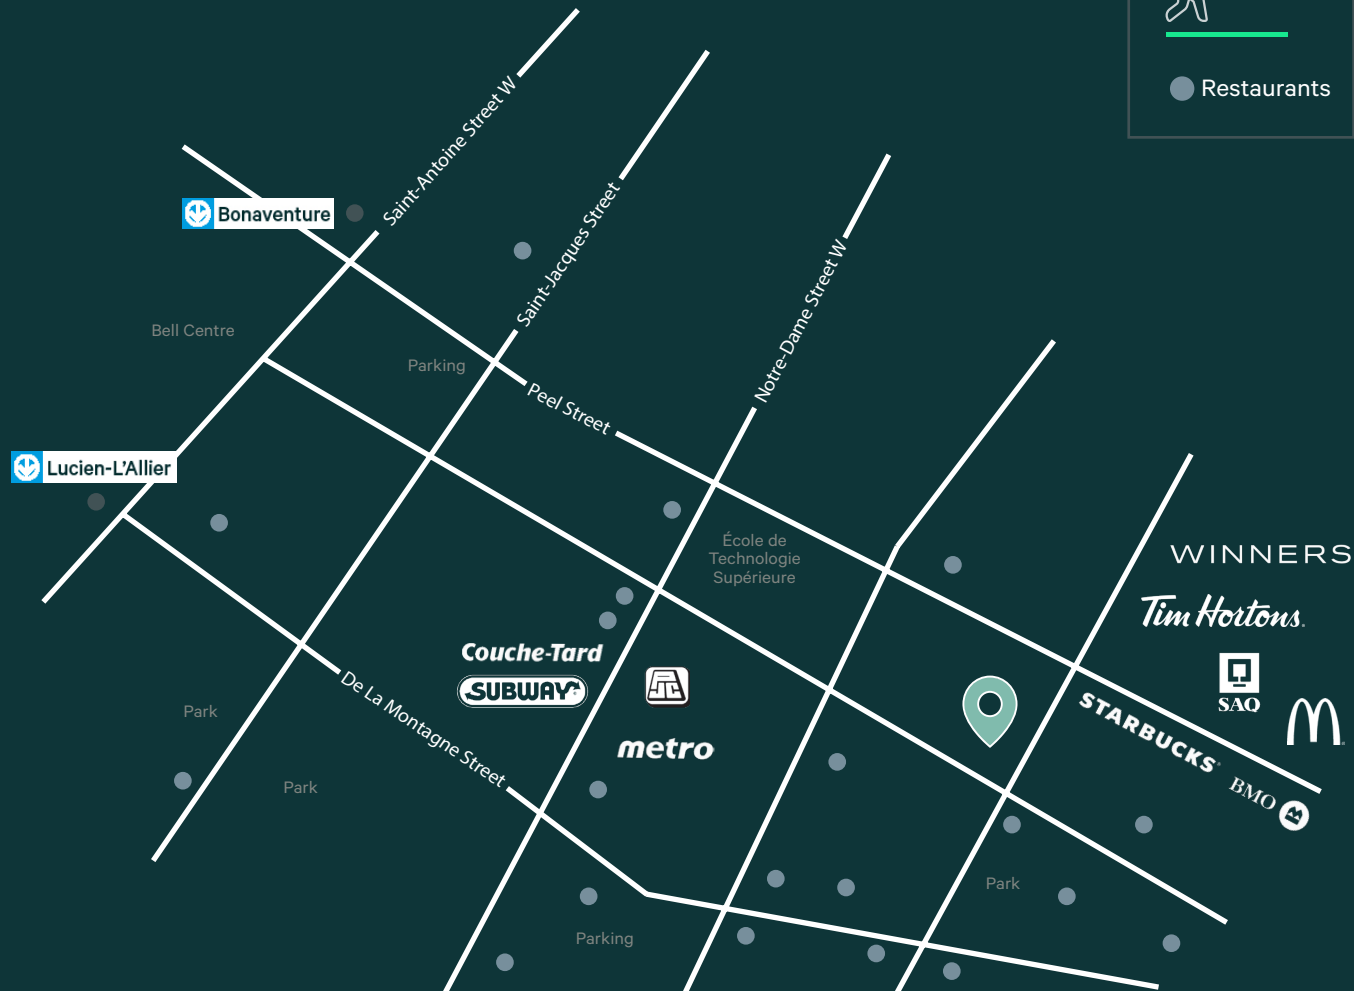 Restaurants
Saint-Antoine Street W
Bonaventure
Saint-Jacques Street
Notre-Dame Street W
Bell Centre
Parking
Peel Street
Lucien-L'Allier
École de
Technologie
Supérieure
WINNERS
Tim Hortons.
Couche-Tard
SUBWAY
SAQ
De La Montagne Street
STARBUCKS
Park
metro
BMO
Park
Park
Parking